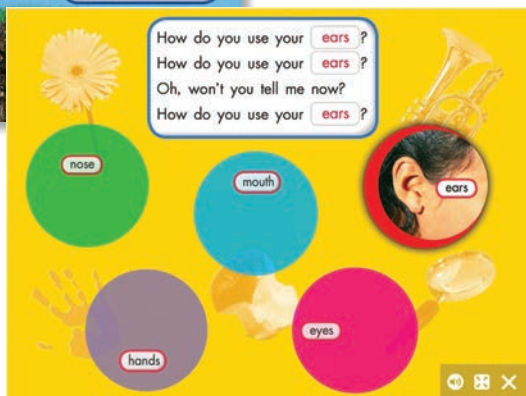 How do you use your ears ?
How do you use your ears ?
Oh, won't you tell me now?
How do you use your ears ?
nose
mouth
ears
hands
eyes